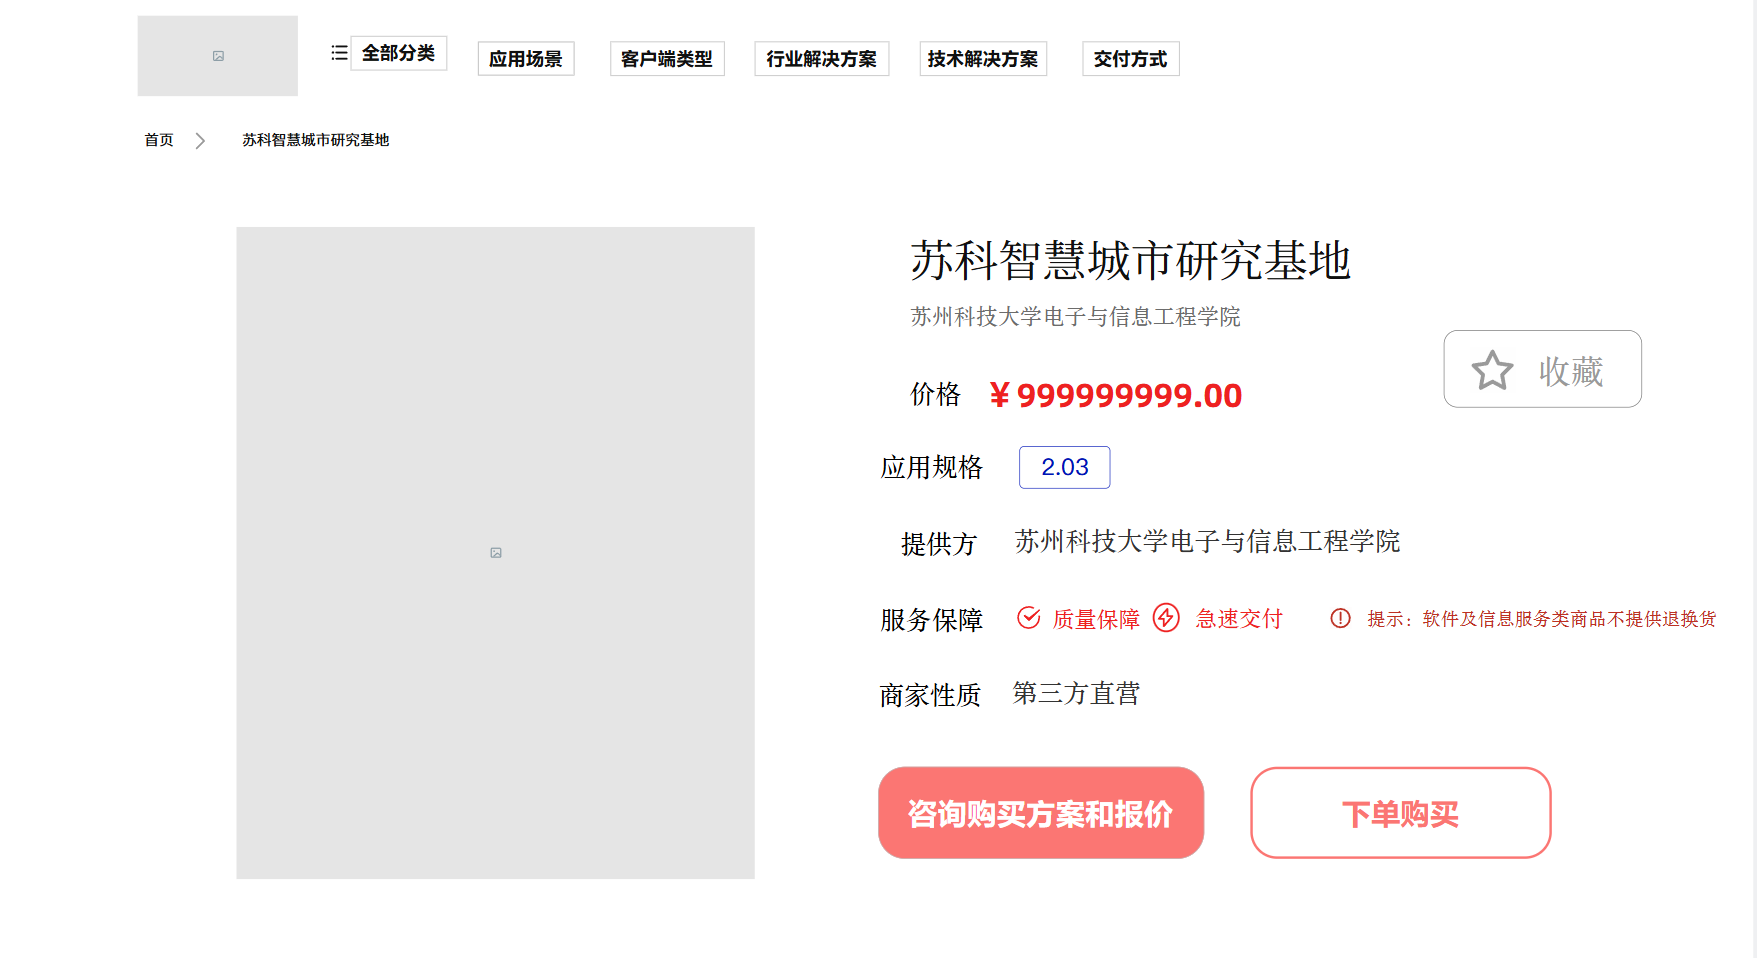 全部分类 应用场景 客户端类型 行业解决方案 技术解决方案 交付方式
首页 苏科智慧城市研究基地
苏科智慧城市研究基地
苏州科技大学电子与信息工程学院
收藏
价格 ¥999999999.00
应用规格 2.03
提供方 苏州科技大学电子与信息工程学院
服务保障 质量保障 急速交付 提示：软件及信息服务类商品不提供退换货
商家性质 第三方直营
咨询购买方案和报价 下单购买